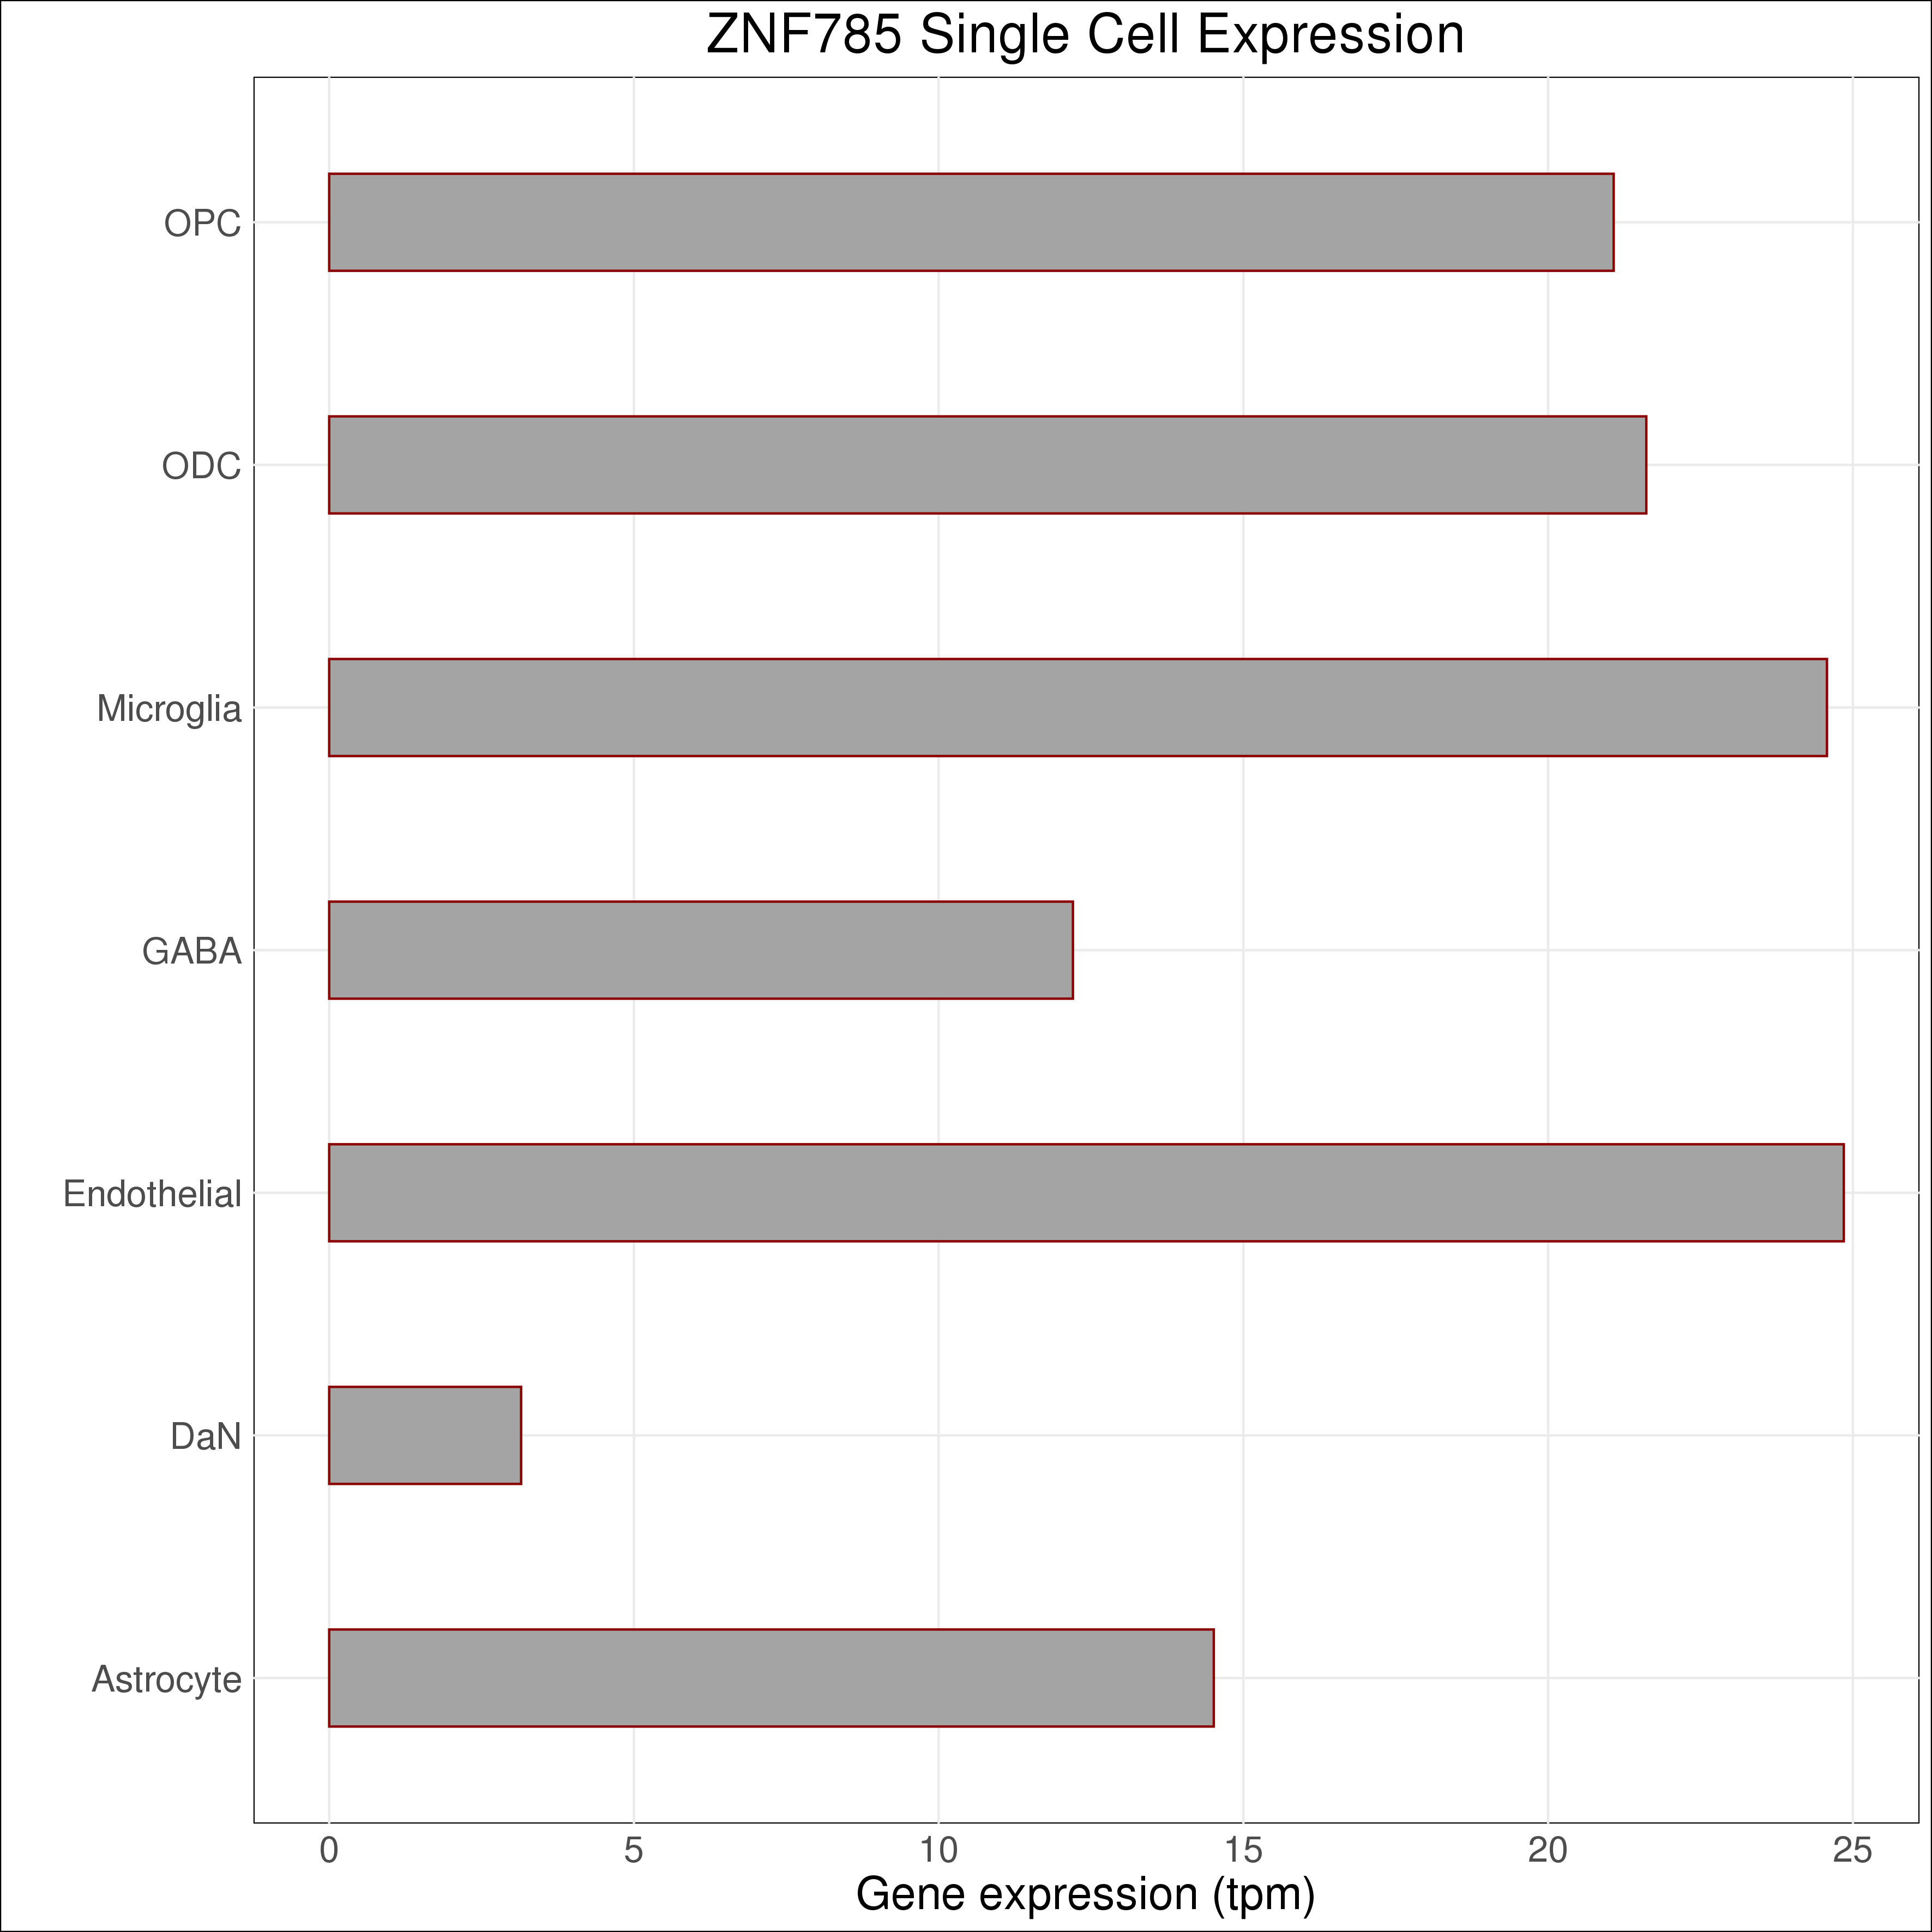 ZNF785 Single Cell Expression
OPC
ODC
Microglia
GABA
Endothelial
DaN
Astrocyte
0 5 10 15 20 25
Gene expression (tpm)